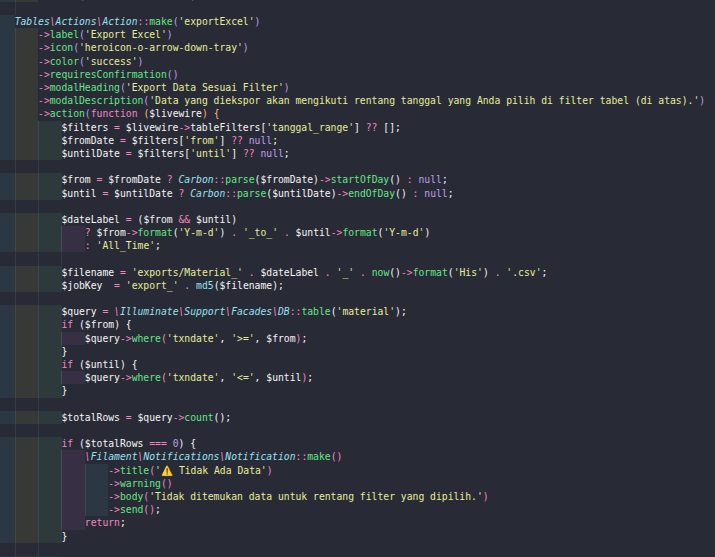 Tables\Actions\Action::make('exportExcel')
->label('Export Excel')
->icon('heroicon-o-arrow-down-tray')
->color('success')
->requiresConfirmation()
->modalHeading('Export Data Sesuai Filter')
->modalDescription('Data yang diekspor akan mengikuti rentang tanggal yang Anda pilih di filter tabel (di atas).')
->action(function ($livewire) {
$filters = $livewire->tableFilters['tanggal_range'] ?? [];
$fromDate = $filters['from'] ?? null;
$untilDate = $filters['until'] ?? null;
$from = $fromDate ? Carbon::parse($fromDate)->startOfDay() : null;
$until = $untilDate ? Carbon::parse($untilDate)->endOfDay() : null;
$dateLabel = ($from && $until)
? $from->format('Y-m-d') . '_to_' . $until->format('Y-m-d')
: 'All_Time';
$filename = 'exports/Material_' . $dateLabel . '_' . now()->format('His') . '.csv';
$jobKey  = 'export_' . md5($filename);
$query = \Illuminate\Support\Facades\DB::table('material');
if ($from) {
$query->where('txndate', '>=', $from);
}
if ($until) {
$query->where('txndate', '<=', $until);
}
$totalRows = $query->count();
if ($totalRows === 0) {
\Filament\Notifications\Notification::make()
->title('⚠️ Tidak Ada Data')
->warning()
->body('Tidak ditemukan data untuk rentang filter yang dipilih.')
->send();
return;
}